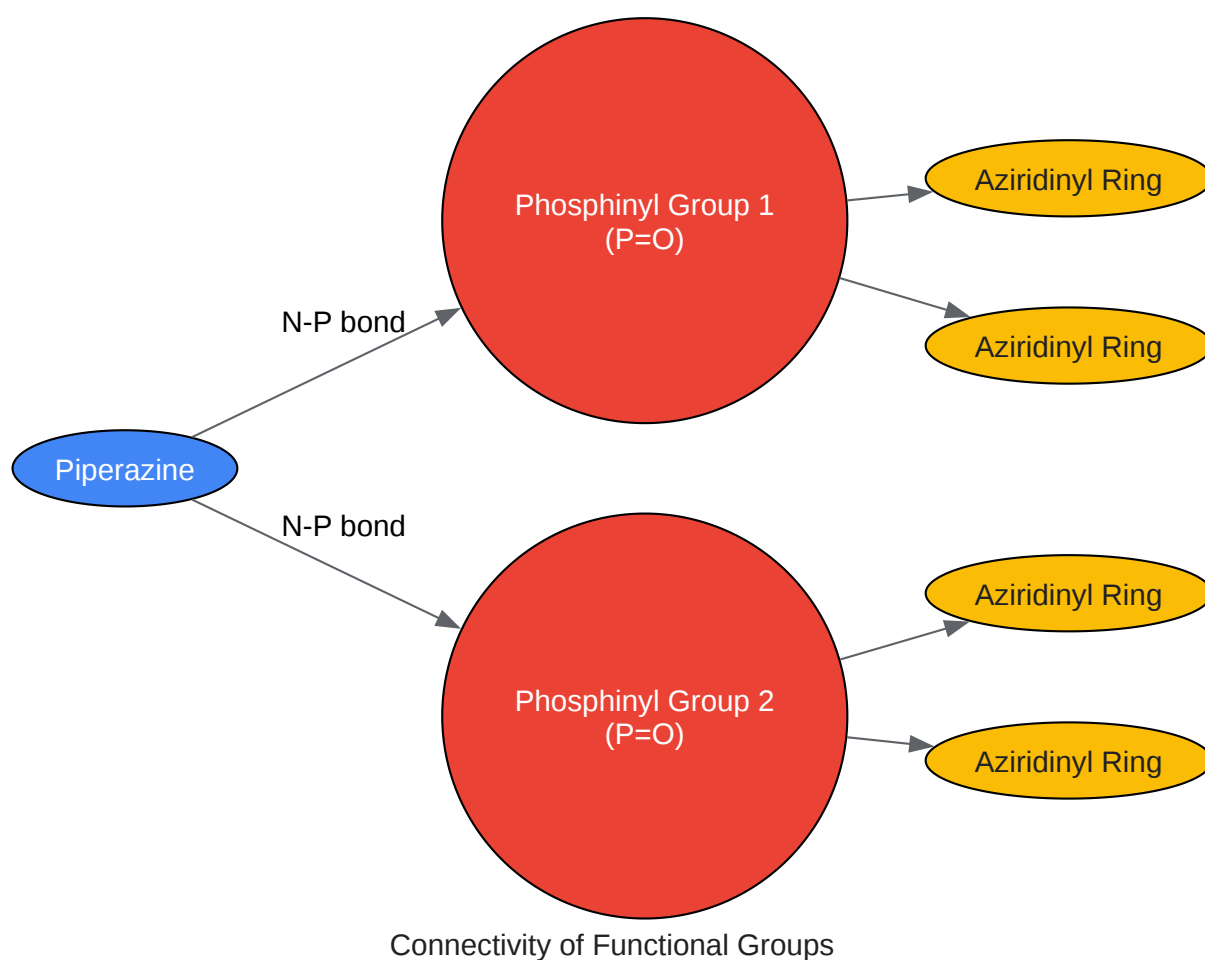 Phosphinyl Group 1
(P=O)
Aziridinyl Ring
Aziridinyl Ring
N-P bond
Piperazine
N-P bond
Phosphinyl Group 2
(P=O)
Aziridinyl Ring
Aziridinyl Ring
Connectivity of Functional Groups